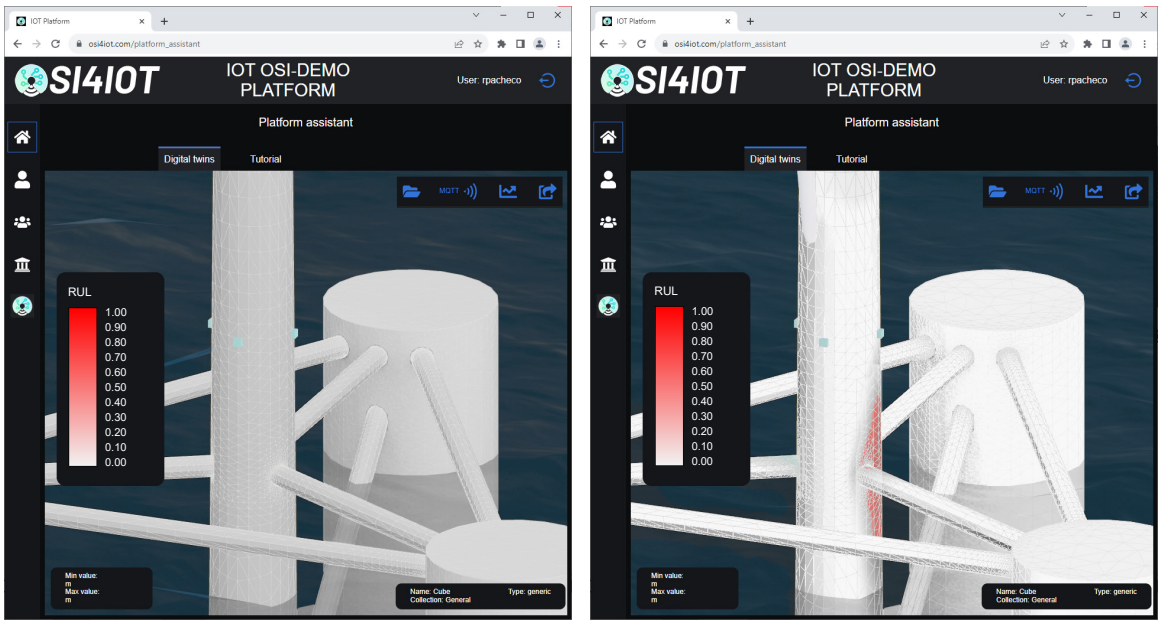 IOT Platform
osi4iot.com/platform_assistant
SI4IOT
IOT OSI-DEMO
PLATFORM
User: rpacheco
Platform assistant
Digital twins
Tutorial
MQTT
RUL
1.00
0.90
0.80
0.70
0.60
0.50
0.40
0.30
0.20
0.10
0.00
Min value:
m
Max value:
m
Name: Cube
Type: generic
Collection: General
IOT Platform
osi4iot.com/platform_assistant
SI4IOT
IOT OSI-DEMO
PLATFORM
User: rpacheco
Platform assistant
Digital twins
Tutorial
MQTT
RUL
1.00
0.90
0.80
0.70
0.60
0.50
0.40
0.30
0.20
0.10
0.00
Min value:
m
Max value:
m
Name: Cube
Type: generic
Collection: General